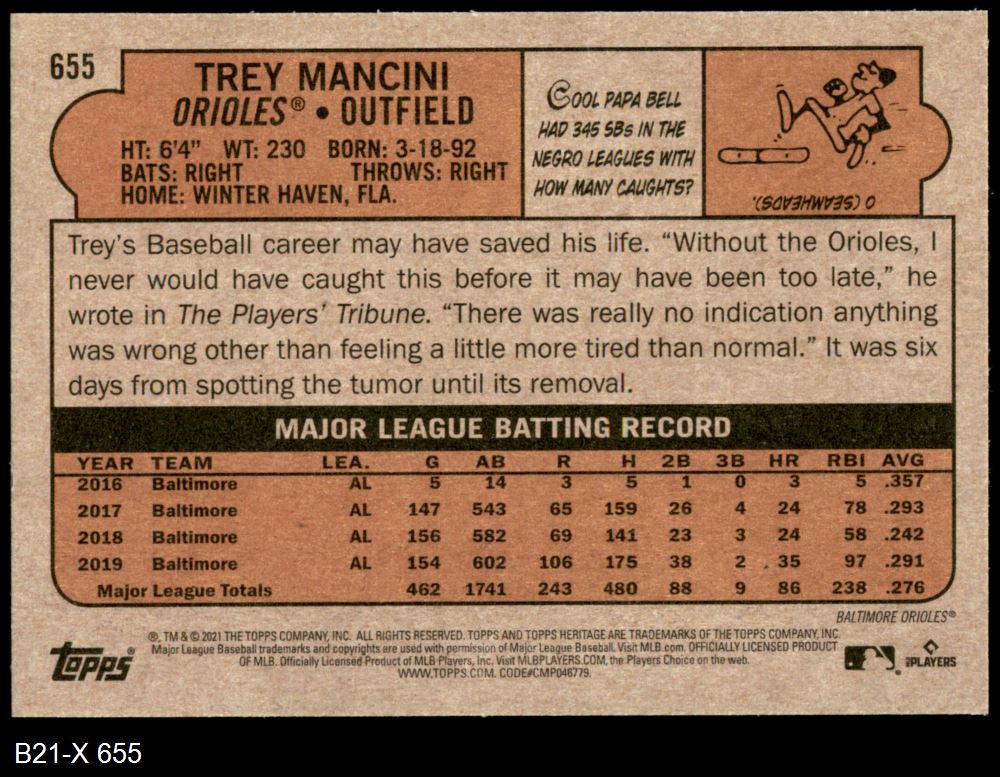 655
TREY MANCINI
ORIOLES® • OUTFIELD
HT: 6'4" WT: 230 BORN: 3-18-92
BATS: RIGHT THROWS: RIGHT
HOME: WINTER HAVEN, FLA.
COOL PAPA BELL
HAD 345 SBs IN THE
NEGRO LEAGUES WITH
HOW MANY CAUGHTS?
0 (SEAMHEADS).
Trey's Baseball career may have saved his life. “Without the Orioles, I
never would have caught this before it may have been too late,” he
wrote in The Players’ Tribune. “There was really no indication anything
was wrong other than feeling a little more tired than normal.” It was six
days from spotting the tumor until its removal.
MAJOR LEAGUE BATTING RECORD
YEAR TEAM LEA. G AB R H 2B 3B HR RBI AVG
2016 Baltimore AL 5 14 3 5 1 0 3 5 .357
2017 Baltimore AL 147 543 65 159 26 4 24 78 .293
2018 Baltimore AL 156 582 69 141 23 3 24 58 .242
2019 Baltimore AL 154 602 106 175 38 2 35 97 .291
Major League Totals 462 1741 243 480 88 9 86 238 .276
BALTIMORE ORIOLES®
®, TM & © 2021 THE TOPPS COMPANY, INC. ALL RIGHTS RESERVED. TOPPS AND TOPPS HERITAGE ARE TRADEMARKS OF THE TOPPS COMPANY, INC.
Major League Baseball trademarks and copyrights are used with permission of Major League Baseball. Visit MLB.com. OFFICIALLY LICENSED PRODUCT
OF MLB. Officially Licensed Product of MLB Players, Inc. Visit MLBPLAYERS.COM, the Players Choice on the web.
WWW.TOPPS.COM. CODE#CMP046779.
topps®
MLBPLAYERS
B21-X 655